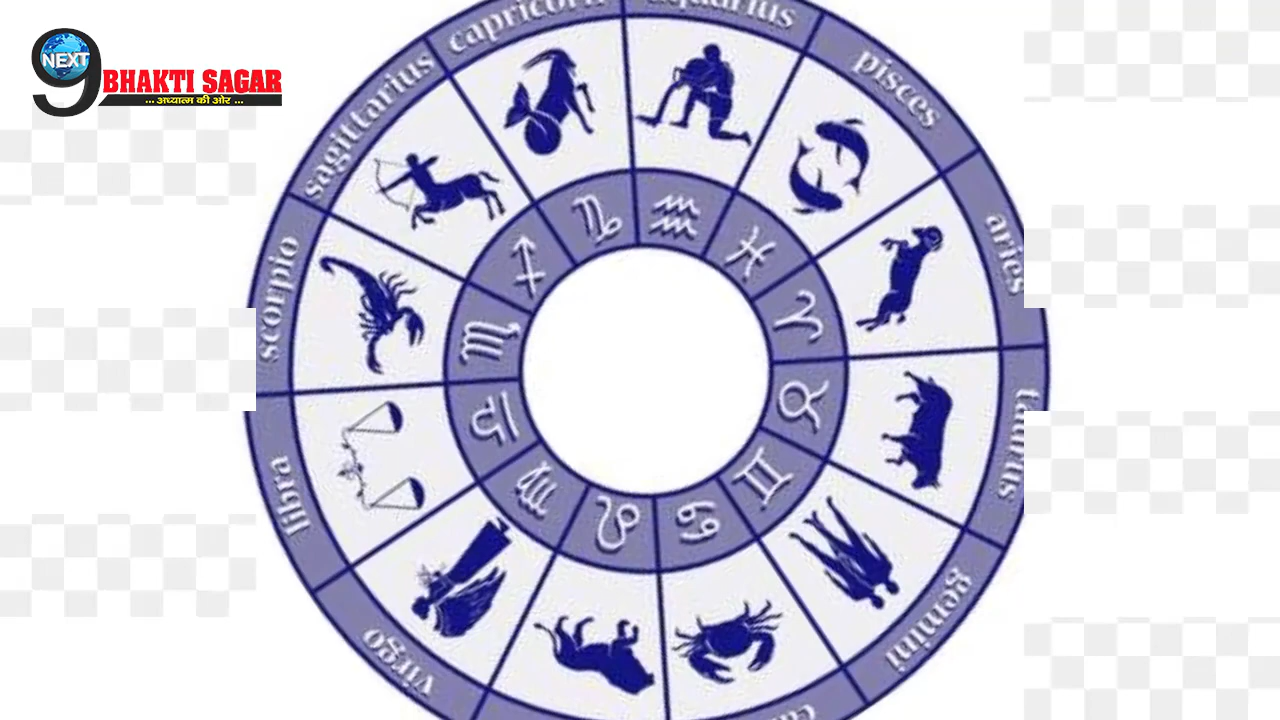 9 NEXT
BHAKTI SAGAR
... अध्यात्म की ओर ...
capricorn
aquarius
pisces
aries
taurus
gemini
virgo
libra
scorpio
sagittarius